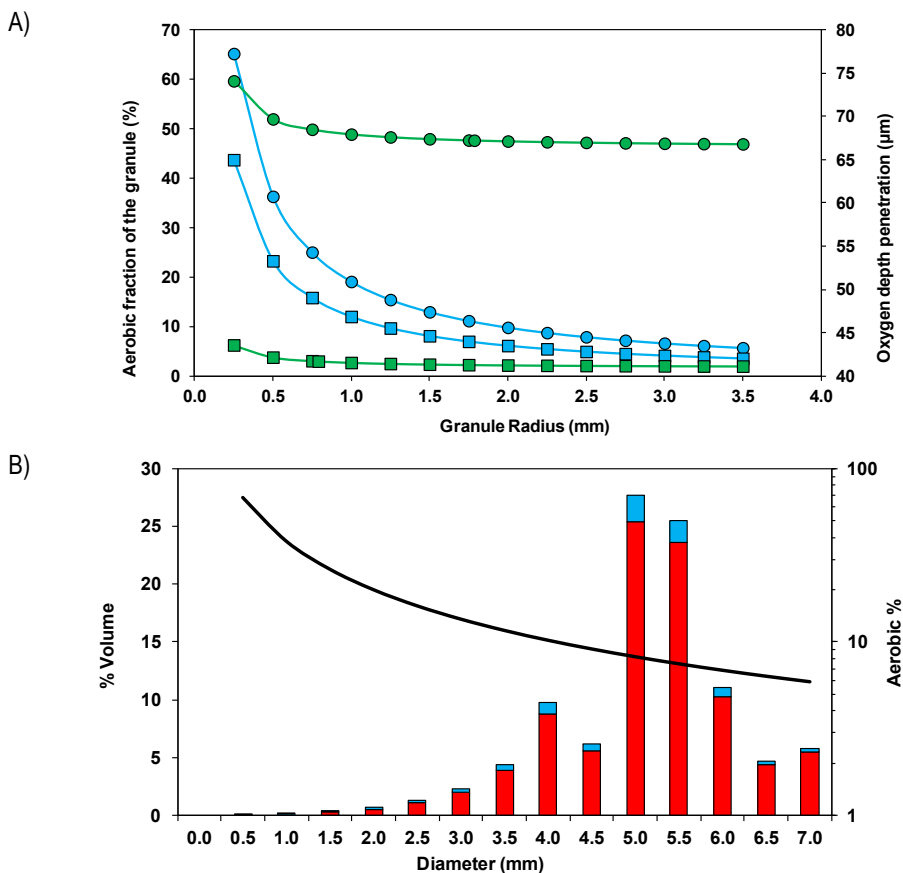 A)
Aerobic fraction of the granule (%)
70
60
50
40
30
20
10
0
80
75
70
65
60
55
50
45
40
Oxygen depth penetration (µm)
0.0 0.5 1.0 1.5 2.0 2.5 3.0 3.5 4.0
Granule Radius (mm)
B)
% Volume
30
25
20
15
10
5
0
100
10
1
Aerobic %
0.0 0.5 1.0 1.5 2.0 2.5 3.0 3.5 4.0 4.5 5.0 5.5 6.0 6.5 7.0
Diameter (mm)